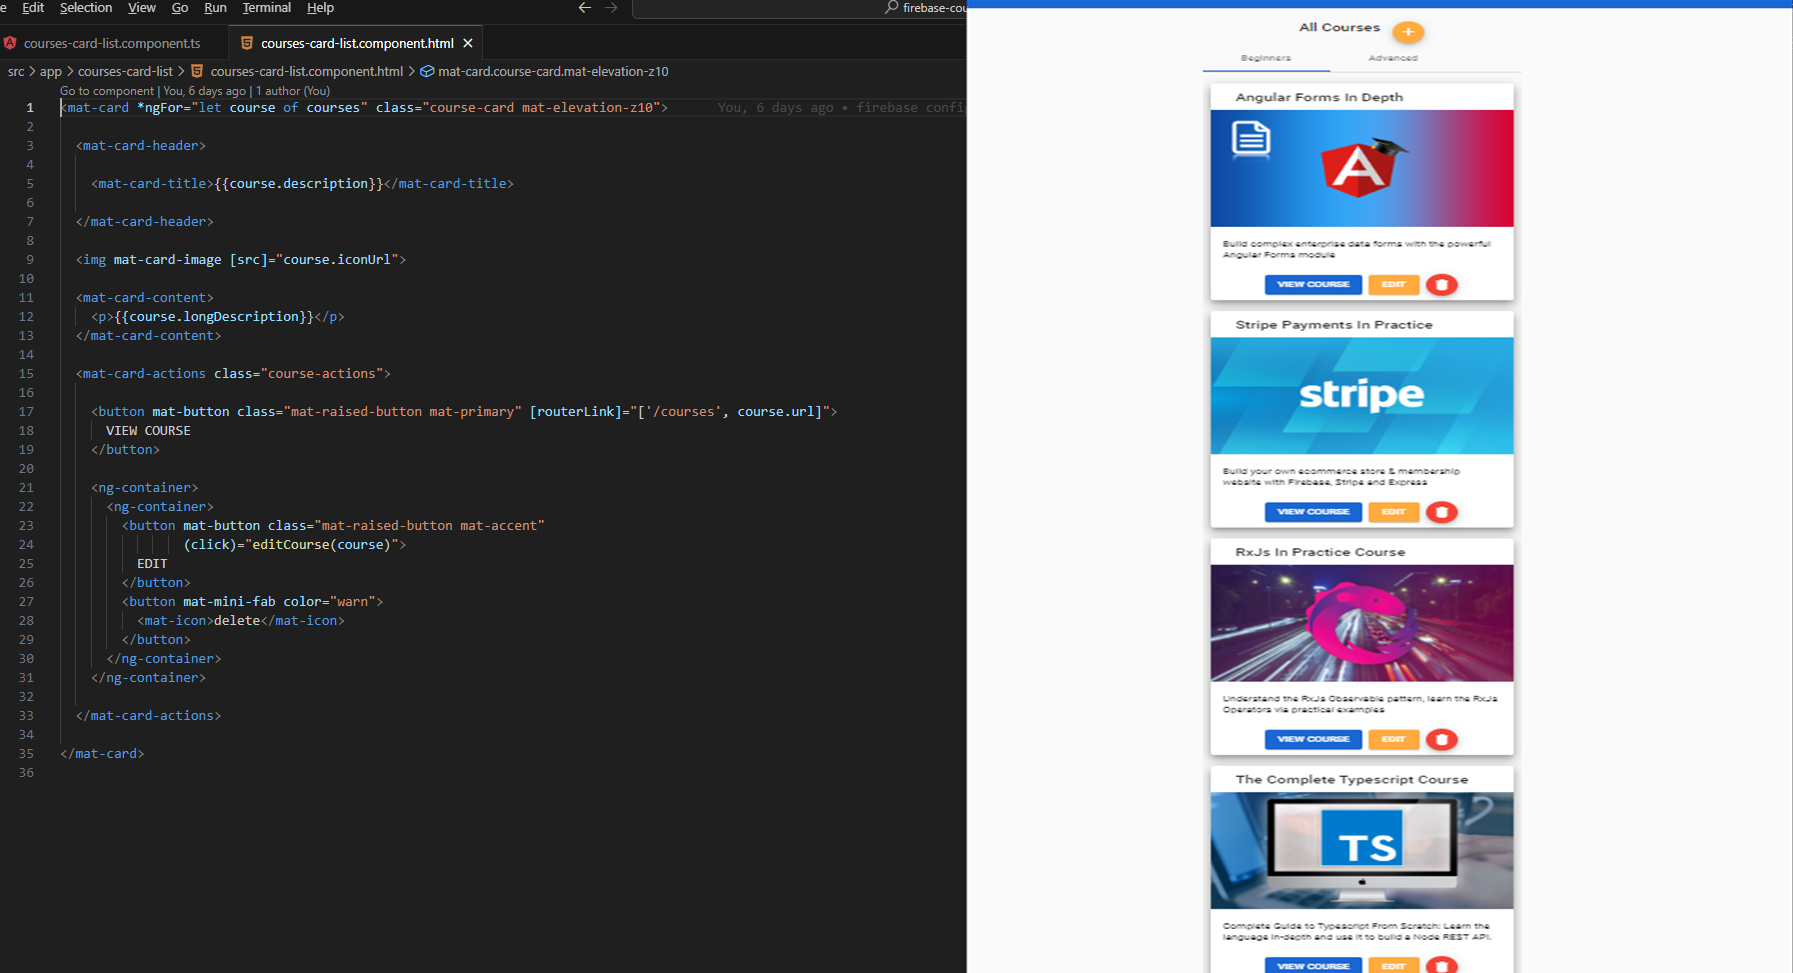 e Edit Selection View Go Run Terminal Help ← → firebase-cou
courses-card-list.component.ts courses-card-list.component.html ×
src > app > courses-card-list > courses-card-list.component.html > mat-card.course-card.mat-elevation-z10
Go to component | You, 6 days ago | 1 author (You)
1 <mat-card *ngFor="let course of courses" class="course-card mat-elevation-z10"> You, 6 days ago • firebase config
2
3 <mat-card-header>
4
5 <mat-card-title>{{course.description}}</mat-card-title>
6
7 </mat-card-header>
8
9 <img mat-card-image [src]="course.iconUrl">
10
11 <mat-card-content>
12 <p>{{course.longDescription}}</p>
13 </mat-card-content>
14
15 <mat-card-actions class="course-actions">
16
17 <button mat-button class="mat-raised-button mat-primary" [routerLink]="['/courses', course.url]">
18 VIEW COURSE
19 </button>
20
21 <ng-container>
22 <ng-container>
23 <button mat-button class="mat-raised-button mat-accent"
24 (click)="editCourse(course)">
25 EDIT
26 </button>
27 <button mat-mini-fab color="warn">
28 <mat-icon>delete</mat-icon>
29 </button>
30 </ng-container>
31 </ng-container>
32
33 </mat-card-actions>
34
35 </mat-card>
36
All Courses +
Beginners Advanced
Angular Forms In Depth
A
Build complex enterprise data forms with the powerful
Angular Forms module
VIEW COURSE EDIT
Stripe Payments In Practice
stripe
Build your own ecommerce store & membership
website with Firebase, Stripe and Express
VIEW COURSE EDIT
RxJs In Practice Course
Understand the RxJs Observable pattern, learn the RxJs
Operators via practical examples
VIEW COURSE EDIT
The Complete Typescript Course
TS
Complete Guide to Typescript From Scratch: Learn the
language in-depth and use it to build a Node REST API.
VIEW COURSE EDIT